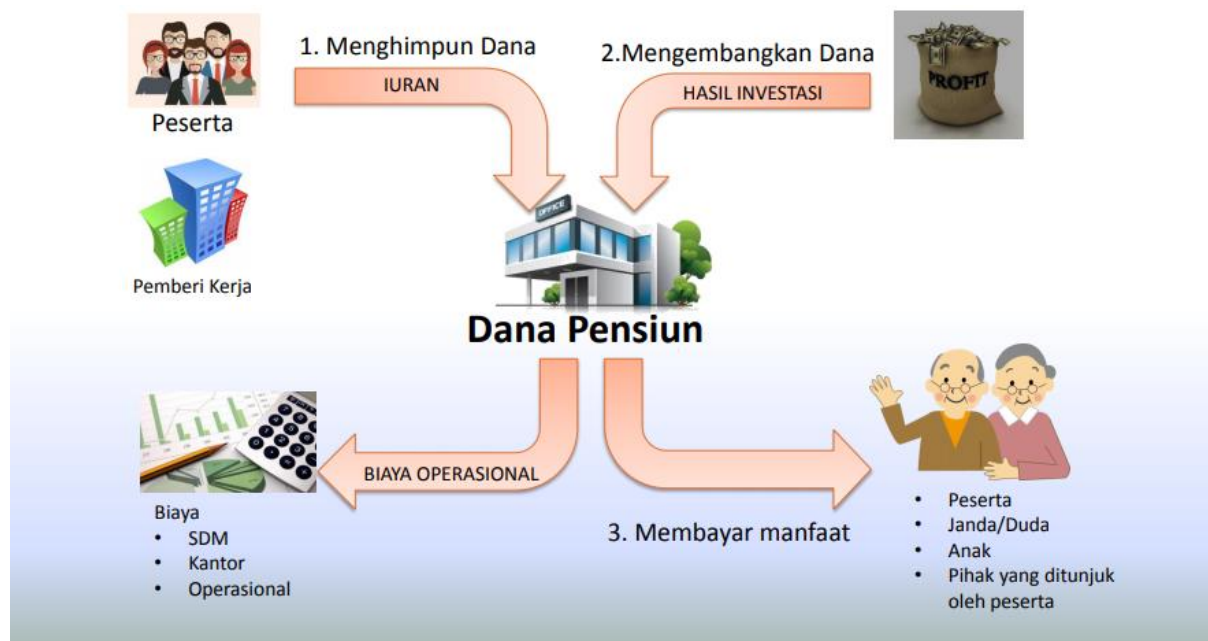 1. Menghimpun Dana
IURAN
2.Mengembangkan Dana
HASIL INVESTASI
PROFIT
Peserta
Pemberi Kerja
OFFICE
Dana Pensiun
BIAYA OPERASIONAL
Biaya
• SDM
• Kantor
• Operasional
3. Membayar manfaat
• Peserta
• Janda/Duda
• Anak
• Pihak yang ditunjuk
oleh peserta